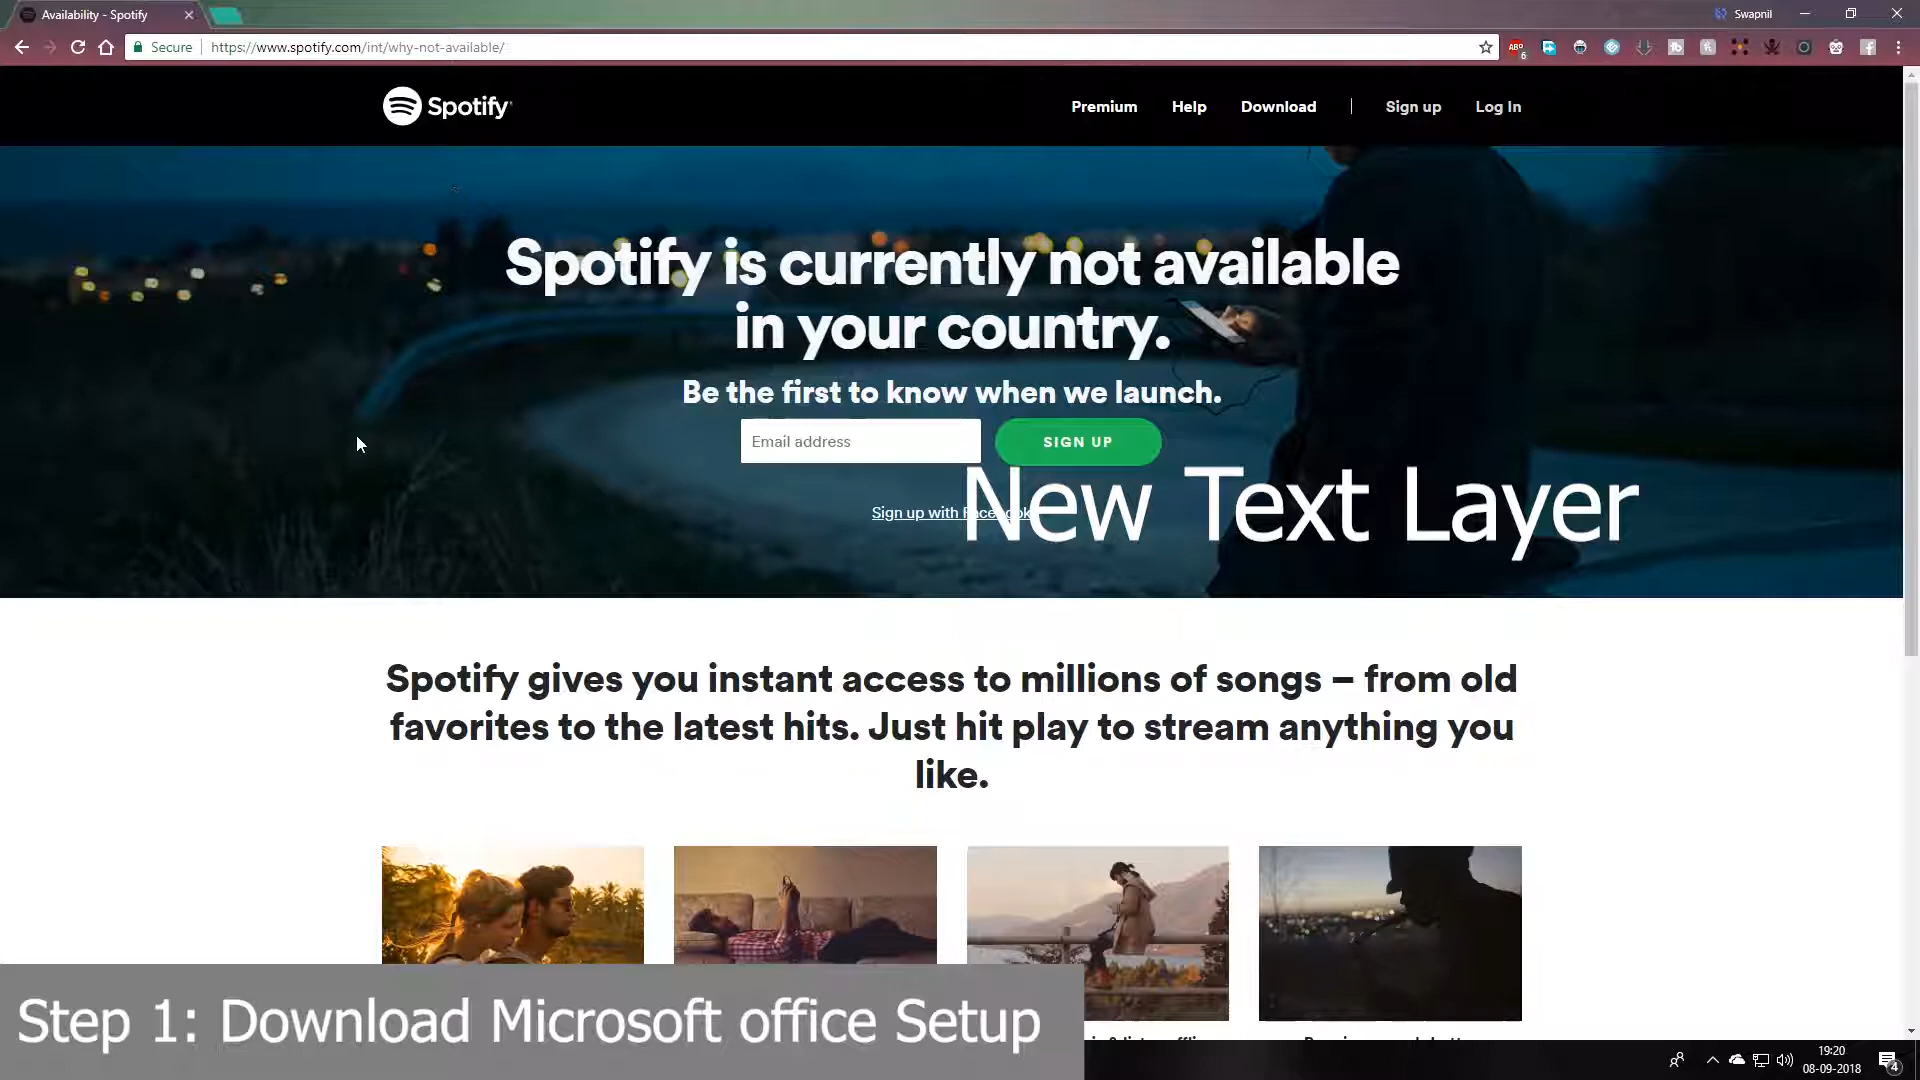 Availability - Spotify
Swapnil
Secure
https://www.spotify.com/int/why-not-available/
ABP
6
Spotify
Premium
Help
Download
Sign up
Log In
Spotify is currently not available
in your country.
Be the first to know when we launch.
Email address
SIGN UP
Sign up with Facebook
New Text Layer
Spotify gives you instant access to millions of songs – from old
favorites to the latest hits. Just hit play to stream anything you
like.
Step 1: Download Microsoft office Setup
19:20
08-09-2018
4